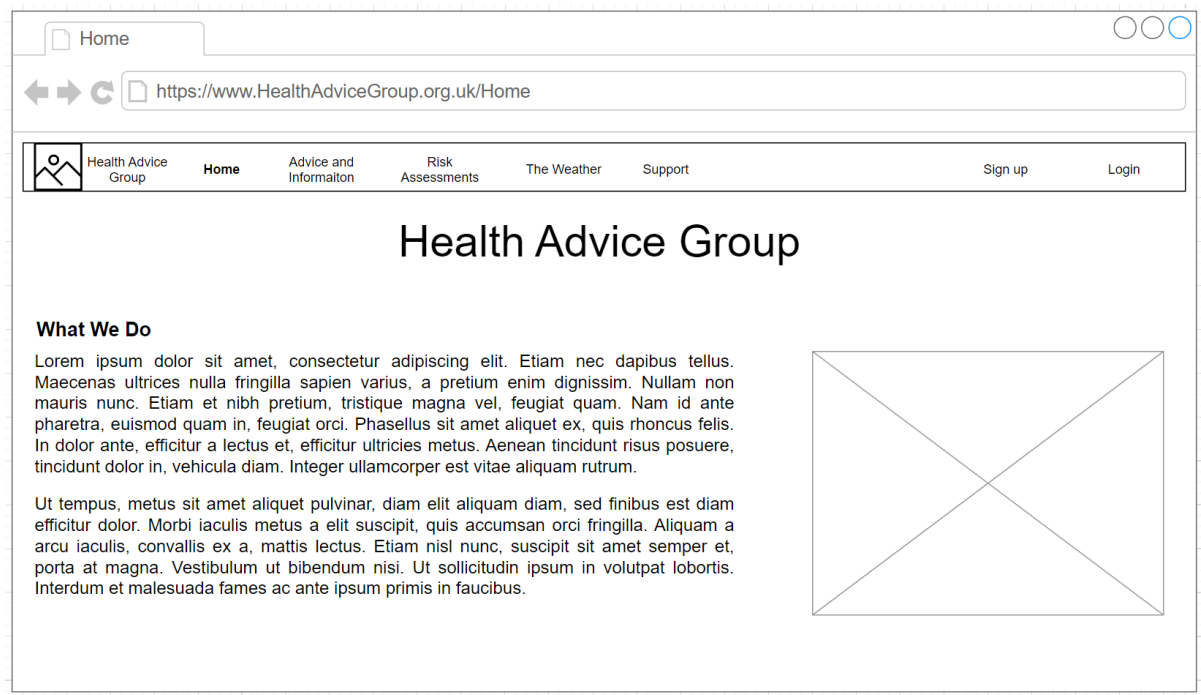 Home
https://www.HealthAdviceGroup.org.uk/Home
Health Advice
Group
Home
Advice and
Informaiton
Risk
Assessments
The Weather
Support
Sign up
Login
Health Advice Group
What We Do
Lorem ipsum dolor sit amet, consectetur adipiscing elit. Etiam nec dapibus tellus.
Maecenas ultrices nulla fringilla sapien varius, a pretium enim dignissim. Nullam non
mauris nunc. Etiam et nibh pretium, tristique magna vel, feugiat quam. Nam id ante
pharetra, euismod quam in, feugiat orci. Phasellus sit amet aliquet ex, quis rhoncus felis.
In dolor ante, efficitur a lectus et, efficitur ultricies metus. Aenean tincidunt risus posuere,
tincidunt dolor in, vehicula diam. Integer ullamcorper est vitae aliquam rutrum.
Ut tempus, metus sit amet aliquet pulvinar, diam elit aliquam diam, sed finibus est diam
efficitur dolor. Morbi iaculis metus a elit suscipit, quis accumsan orci fringilla. Aliquam a
arcu iaculis, convallis ex a, mattis lectus. Etiam nisl nunc, suscipit sit amet semper et,
porta at magna. Vestibulum ut bibendum nisi. Ut sollicitudin ipsum in volutpat lobortis.
Interdum et malesuada fames ac ante ipsum primis in faucibus.